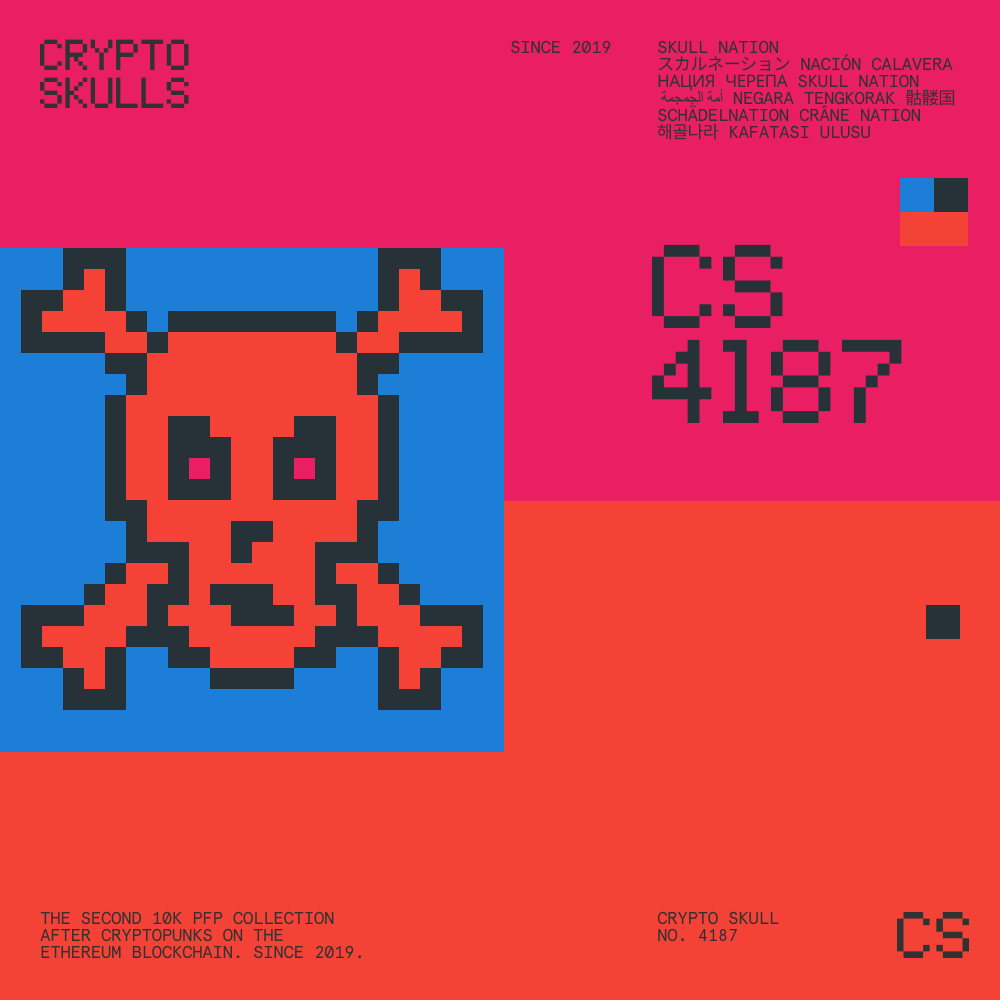 CRYPTO
SKULLS
SINCE 2019
SKULL NATION
スカルネーション NACIÓN CALAVERA
НАЦИЯ ЧЕРЕПА SKULL NATION
أمة الجمجمة NEGARA TENGKORAK 骷髅国
SCHÄDELNATION CRÂNE NATION
해골나라 KAFATASI ULUSU
CS
4187
THE SECOND 10K PFP COLLECTION
AFTER CRYPTOPUNKS ON THE
ETHEREUM BLOCKCHAIN. SINCE 2019.
CRYPTO SKULL
NO. 4187
CS